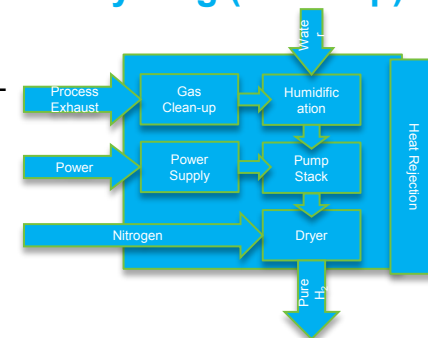 Wate
r
Process
Exhaust
Gas
Clean-up
Humidific
ation
Power
Power
Supply
Pump
Stack
Heat Rejection
Nitrogen
Dryer
Pure
H2